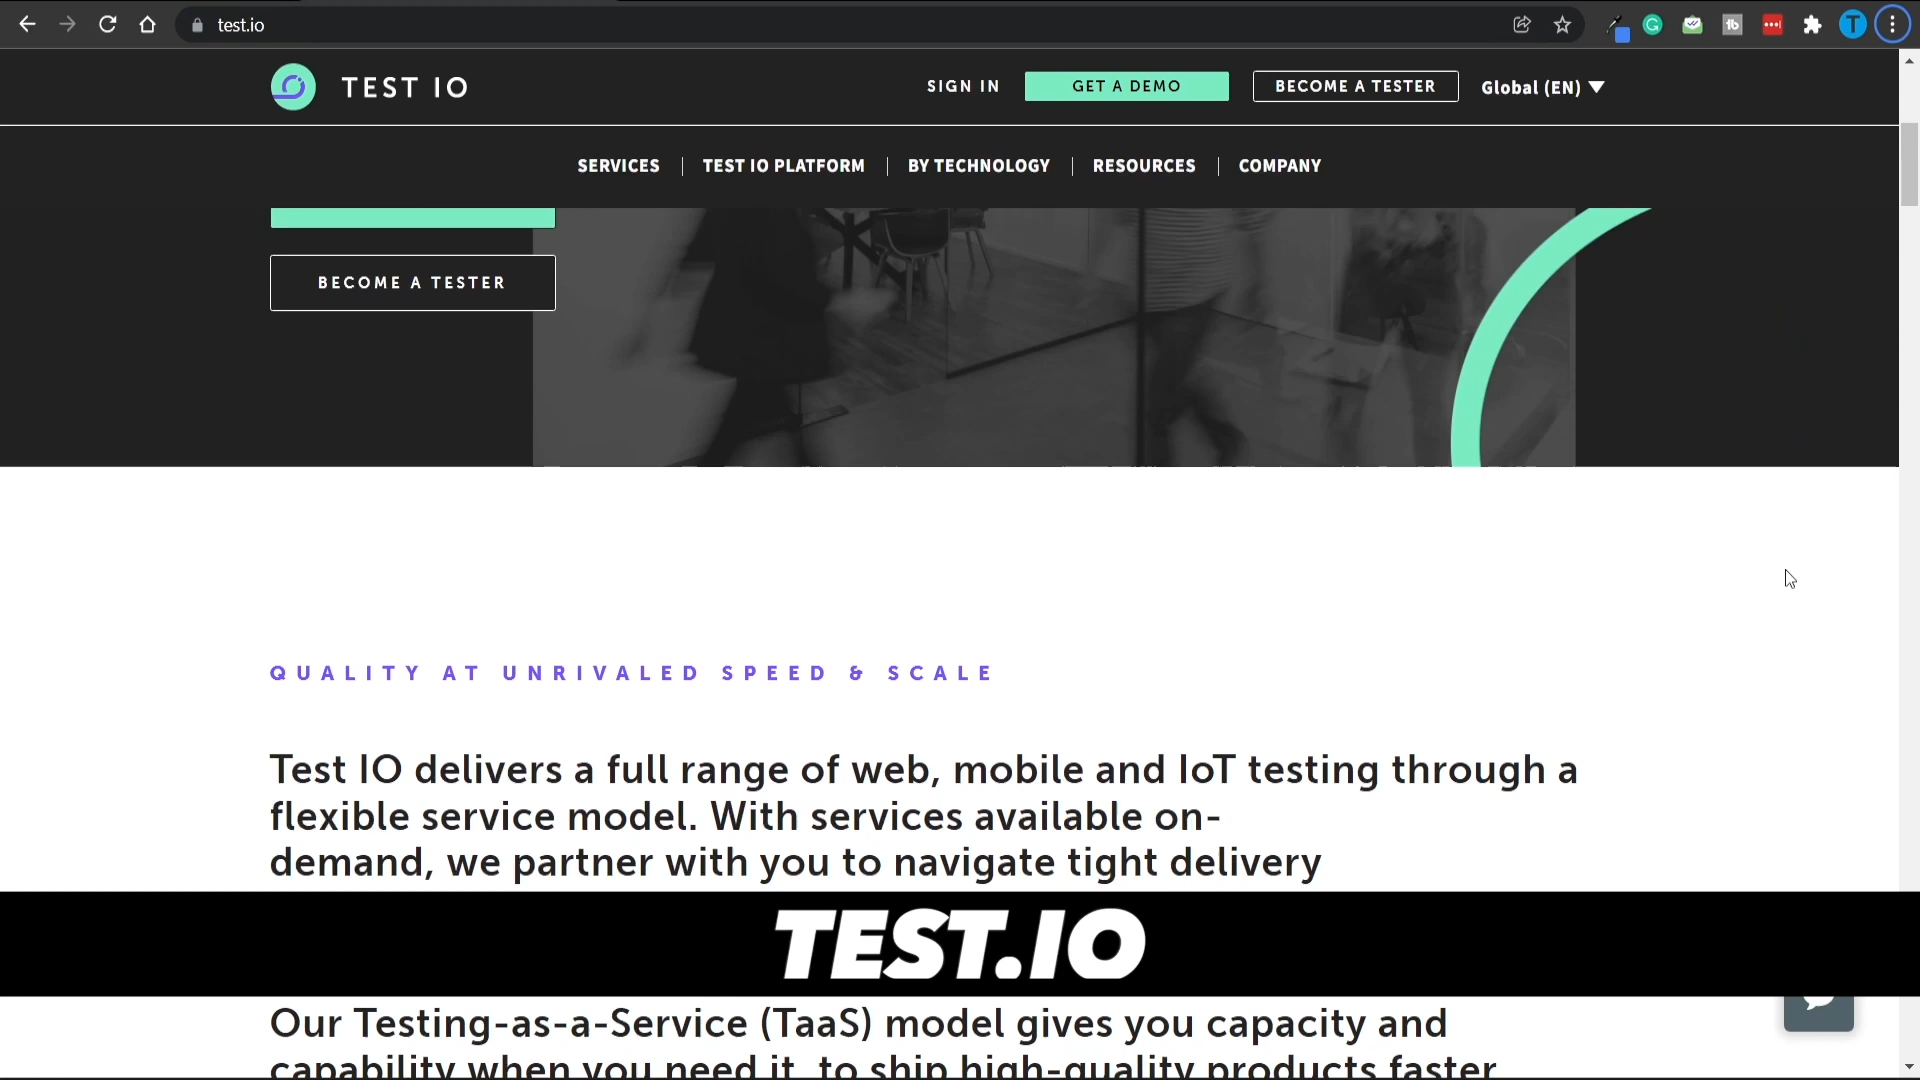 test.io
TEST IO
SIGN IN
GET A DEMO
BECOME A TESTER
Global (EN)
SERVICES
TEST IO PLATFORM
BY TECHNOLOGY
RESOURCES
COMPANY
BECOME A TESTER
QUALITY AT UNRIVALED SPEED & SCALE
Test IO delivers a full range of web, mobile and IoT testing through a
flexible service model. With services available on-
demand, we partner with you to navigate tight delivery
TEST.IO
Our Testing-as-a-Service (TaaS) model gives you capacity and
capability when you need it, to ship high-quality products faster